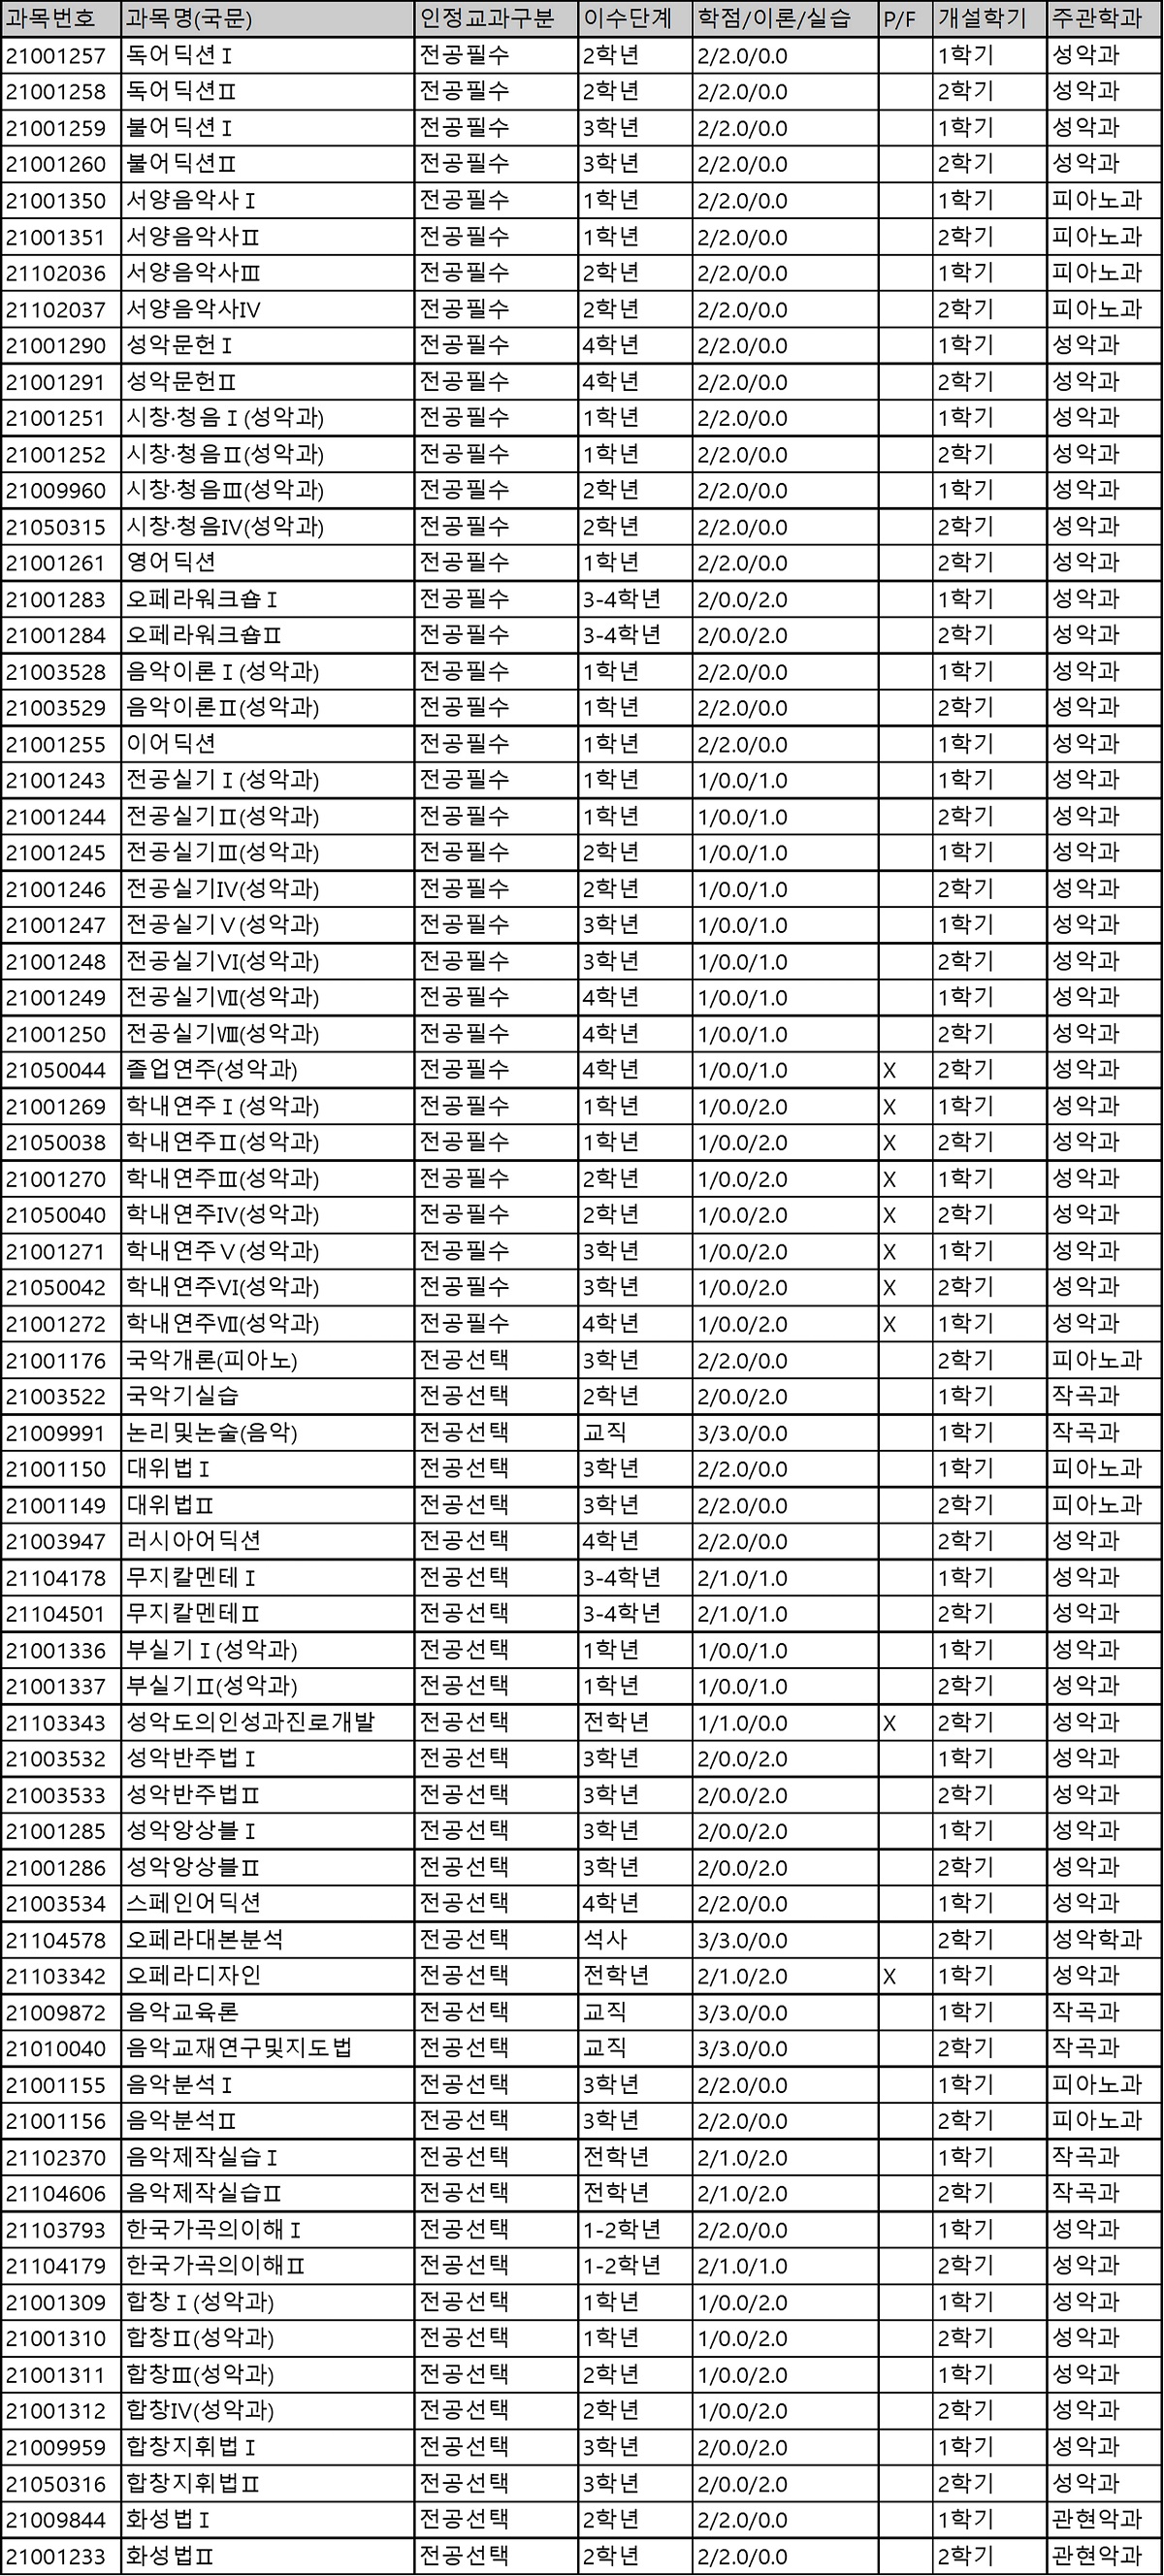 과목번호 과목명(국문) 인정교과구분 이수단계 학점/이론/실습 P/F 개설학기 주관학과
21001257 독어딕션Ⅰ 전공필수 2학년 2/2.0/0.0 1학기 성악과
21001258 독어딕션Ⅱ 전공필수 2학년 2/2.0/0.0 2학기 성악과
21001259 불어딕션Ⅰ 전공필수 3학년 2/2.0/0.0 1학기 성악과
21001260 불어딕션Ⅱ 전공필수 3학년 2/2.0/0.0 2학기 성악과
21001350 서양음악사Ⅰ 전공필수 1학년 2/2.0/0.0 1학기 피아노과
21001351 서양음악사Ⅱ 전공필수 1학년 2/2.0/0.0 2학기 피아노과
21102036 서양음악사Ⅲ 전공필수 2학년 2/2.0/0.0 1학기 피아노과
21102037 서양음악사Ⅳ 전공필수 2학년 2/2.0/0.0 2학기 피아노과
21001290 성악문헌Ⅰ 전공필수 4학년 2/2.0/0.0 1학기 성악과
21001291 성악문헌Ⅱ 전공필수 4학년 2/2.0/0.0 2학기 성악과
21001251 시창·청음Ⅰ(성악과) 전공필수 1학년 2/2.0/0.0 1학기 성악과
21001252 시창·청음Ⅱ(성악과) 전공필수 1학년 2/2.0/0.0 2학기 성악과
21009960 시창·청음Ⅲ(성악과) 전공필수 2학년 2/2.0/0.0 1학기 성악과
21050315 시창·청음Ⅳ(성악과) 전공필수 2학년 2/2.0/0.0 2학기 성악과
21001261 영어딕션 전공필수 1학년 2/2.0/0.0 2학기 성악과
21001283 오페라워크숍Ⅰ 전공필수 3-4학년 2/0.0/2.0 1학기 성악과
21001284 오페라워크숍Ⅱ 전공필수 3-4학년 2/0.0/2.0 2학기 성악과
21003528 음악이론Ⅰ(성악과) 전공필수 1학년 2/2.0/0.0 1학기 성악과
21003529 음악이론Ⅱ(성악과) 전공필수 1학년 2/2.0/0.0 2학기 성악과
21001255 이어딕션 전공필수 1학년 2/2.0/0.0 1학기 성악과
21001243 전공실기Ⅰ(성악과) 전공필수 1학년 1/0.0/1.0 1학기 성악과
21001244 전공실기Ⅱ(성악과) 전공필수 1학년 1/0.0/1.0 2학기 성악과
21001245 전공실기Ⅲ(성악과) 전공필수 2학년 1/0.0/1.0 1학기 성악과
21001246 전공실기Ⅳ(성악과) 전공필수 2학년 1/0.0/1.0 2학기 성악과
21001247 전공실기Ⅴ(성악과) 전공필수 3학년 1/0.0/1.0 1학기 성악과
21001248 전공실기Ⅵ(성악과) 전공필수 3학년 1/0.0/1.0 2학기 성악과
21001249 전공실기Ⅶ(성악과) 전공필수 4학년 1/0.0/1.0 1학기 성악과
21001250 전공실기Ⅷ(성악과) 전공필수 4학년 1/0.0/1.0 2학기 성악과
21050044 졸업연주(성악과) 전공필수 4학년 1/0.0/1.0 X 2학기 성악과
21001269 학내연주Ⅰ(성악과) 전공필수 1학년 1/0.0/2.0 X 1학기 성악과
21050038 학내연주Ⅱ(성악과) 전공필수 1학년 1/0.0/2.0 X 2학기 성악과
21001270 학내연주Ⅲ(성악과) 전공필수 2학년 1/0.0/2.0 X 1학기 성악과
21050040 학내연주Ⅳ(성악과) 전공필수 2학년 1/0.0/2.0 X 2학기 성악과
21001271 학내연주Ⅴ(성악과) 전공필수 3학년 1/0.0/2.0 X 1학기 성악과
21050042 학내연주Ⅵ(성악과) 전공필수 3학년 1/0.0/2.0 X 2학기 성악과
21001272 학내연주Ⅶ(성악과) 전공필수 4학년 1/0.0/2.0 X 1학기 성악과
21001176 국악개론(피아노) 전공선택 3학년 2/2.0/0.0 2학기 피아노과
21003522 국악기실습 전공선택 2학년 2/0.0/2.0 1학기 작곡과
21009991 논리및논술(음악) 전공선택 교직 3/3.0/0.0 1학기 작곡과
21001150 대위법Ⅰ 전공선택 3학년 2/2.0/0.0 1학기 피아노과
21001149 대위법Ⅱ 전공선택 3학년 2/2.0/0.0 2학기 피아노과
21003947 러시아어딕션 전공선택 4학년 2/2.0/0.0 2학기 성악과
21104178 무지칼멘테Ⅰ 전공선택 3-4학년 2/1.0/1.0 1학기 성악과
21104501 무지칼멘테Ⅱ 전공선택 3-4학년 2/1.0/1.0 2학기 성악과
21001336 부실기Ⅰ(성악과) 전공선택 1학년 1/0.0/1.0 1학기 성악과
21001337 부실기Ⅱ(성악과) 전공선택 1학년 1/0.0/1.0 2학기 성악과
21103343 성악도의인성과진로개발 전공선택 전학년 1/1.0/0.0 X 2학기 성악과
21003532 성악반주법Ⅰ 전공선택 3학년 2/0.0/2.0 1학기 성악과
21003533 성악반주법Ⅱ 전공선택 3학년 2/0.0/2.0 2학기 성악과
21001285 성악앙상블Ⅰ 전공선택 3학년 2/0.0/2.0 1학기 성악과
21001286 성악앙상블Ⅱ 전공선택 3학년 2/0.0/2.0 2학기 성악과
21003534 스페인어딕션 전공선택 4학년 2/2.0/0.0 1학기 성악과
21104578 오페라대본분석 전공선택 석사 3/3.0/0.0 2학기 성악학과
21103342 오페라디자인 전공선택 전학년 2/1.0/2.0 X 1학기 성악과
21009872 음악교육론 전공선택 교직 3/3.0/0.0 1학기 작곡과
21010040 음악교재연구및지도법 전공선택 교직 3/3.0/0.0 2학기 작곡과
21001155 음악분석Ⅰ 전공선택 3학년 2/2.0/0.0 1학기 피아노과
21001156 음악분석Ⅱ 전공선택 3학년 2/2.0/0.0 2학기 피아노과
21102370 음악제작실습Ⅰ 전공선택 전학년 2/1.0/2.0 1학기 작곡과
21104606 음악제작실습Ⅱ 전공선택 전학년 2/1.0/2.0 2학기 작곡과
21103793 한국가곡의이해Ⅰ 전공선택 1-2학년 2/2.0/0.0 1학기 성악과
21104179 한국가곡의이해Ⅱ 전공선택 1-2학년 2/1.0/1.0 2학기 성악과
21001309 합창Ⅰ(성악과) 전공선택 1학년 1/0.0/2.0 1학기 성악과
21001310 합창Ⅱ(성악과) 전공선택 1학년 1/0.0/2.0 2학기 성악과
21001311 합창Ⅲ(성악과) 전공선택 2학년 1/0.0/2.0 1학기 성악과
21001312 합창Ⅳ(성악과) 전공선택 2학년 1/0.0/2.0 2학기 성악과
21009959 합창지휘법Ⅰ 전공선택 3학년 2/0.0/2.0 1학기 성악과
21050316 합창지휘법Ⅱ 전공선택 3학년 2/0.0/2.0 2학기 성악과
21009844 화성법Ⅰ 전공선택 2학년 2/2.0/0.0 1학기 관현악과
21001233 화성법Ⅱ 전공선택 2학년 2/2.0/0.0 2학기 관현악과